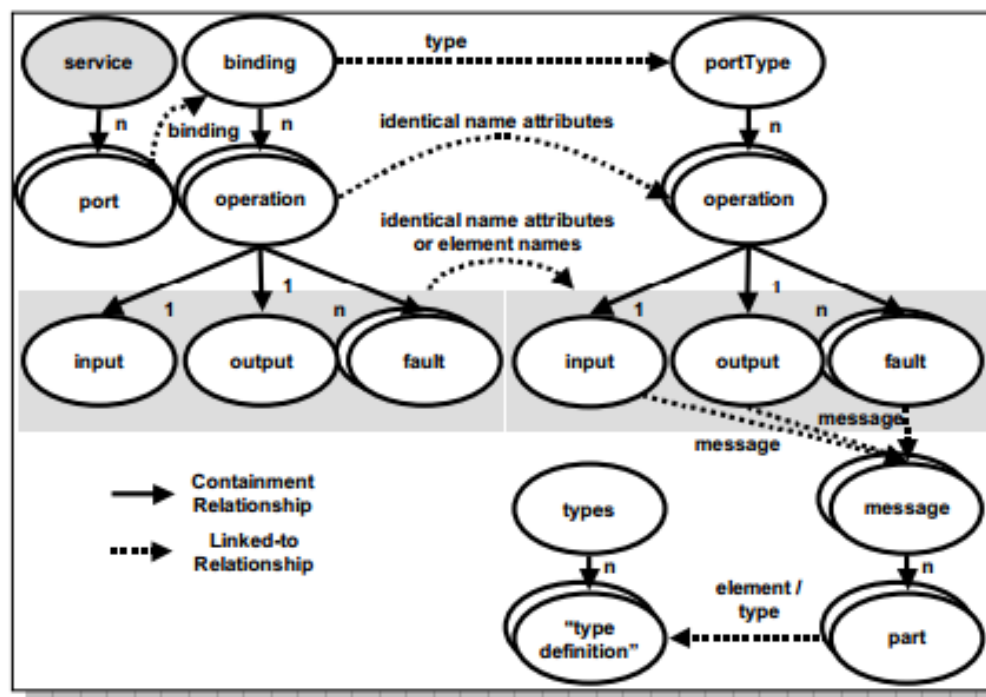 service
binding
type
portType
n
binding
n
identical name attributes
n
port
operation
operation
identical name attributes
or element names
1
1
n
1
1
n
input
output
fault
input
output
fault
message
message
Containment
Relationship
Linked-to
Relationship
types
message
n
n
element /
type
"type
definition"
part